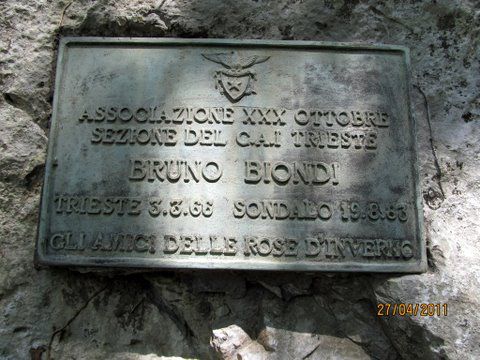 ASSOCIAZIONE XXX OTTOBRE
SEZIONE DEL C.A.I TRIESTE
BRUNO BIONDI
TRIESTE 3.3.66 SONDALO 19.8.83
GLI AMICI DELLE ROSE D'INVERNO
27/04/2011